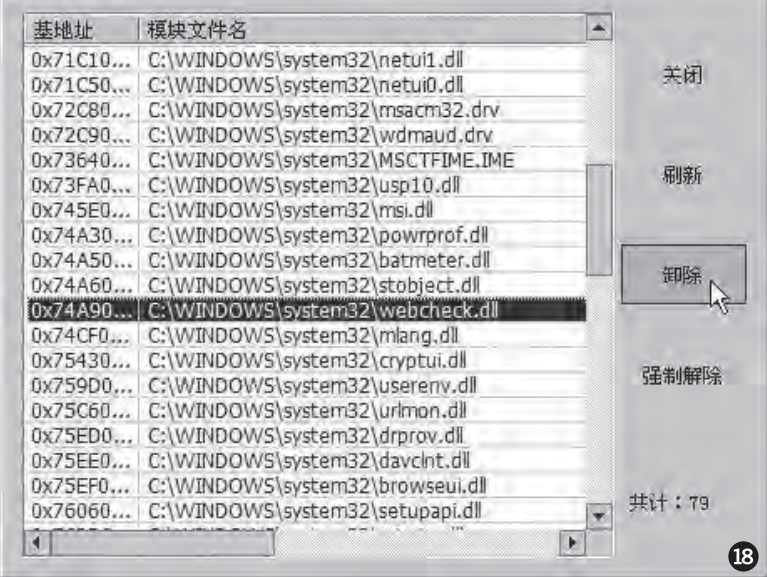 基地址 模块文件名
0x71C10... C:\WINDOWS\system32\netui1.dll
0x71C50... C:\WINDOWS\system32\netui0.dll
0x72C80... C:\WINDOWS\system32\msacm32.drv
0x72C90... C:\WINDOWS\system32\wdmaud.drv
0x73640... C:\WINDOWS\system32\MSCTFIME.IME
0x73FA0... C:\WINDOWS\system32\usp10.dll
0x745E0... C:\WINDOWS\system32\msi.dll
0x74A30... C:\WINDOWS\system32\powrprof.dll
0x74A50... C:\WINDOWS\system32\batmeter.dll
0x74A60... C:\WINDOWS\system32\stobject.dll
0x74A90... C:\WINDOWS\system32\webcheck.dll
0x74CF0... C:\WINDOWS\system32\mlang.dll
0x75430... C:\WINDOWS\system32\cryptui.dll
0x759D0... C:\WINDOWS\system32\userenv.dll
0x75C60... C:\WINDOWS\system32\urlmon.dll
0x75ED0... C:\WINDOWS\system32\drprov.dll
0x75EE0... C:\WINDOWS\system32\davclnt.dll
0x75EF0... C:\WINDOWS\system32\browseui.dll
0x76060... C:\WINDOWS\system32\setupapi.dll
关闭
刷新
卸除
强制解除
共计：79
18